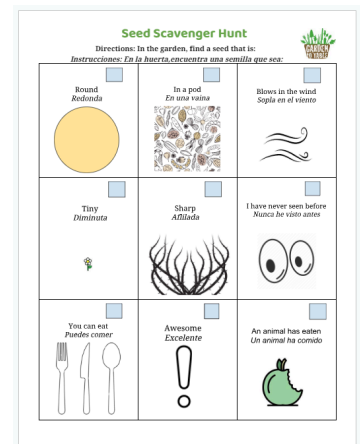 Seed Scavenger Hunt
Directions: In the garden, find a seed that is:
Instrucciones: En la huerta,encuentra una semilla que sea:
Round
Redonda
In a pod
En una vaina
Blows in the wind
Sopla en el viento
Tiny
Diminuta
Sharp
Aflilada
I have never seen before
Nunca he visto antes
You can eat
Puedes comer
Awesome
Excelente
An animal has eaten
Un animal ha comido